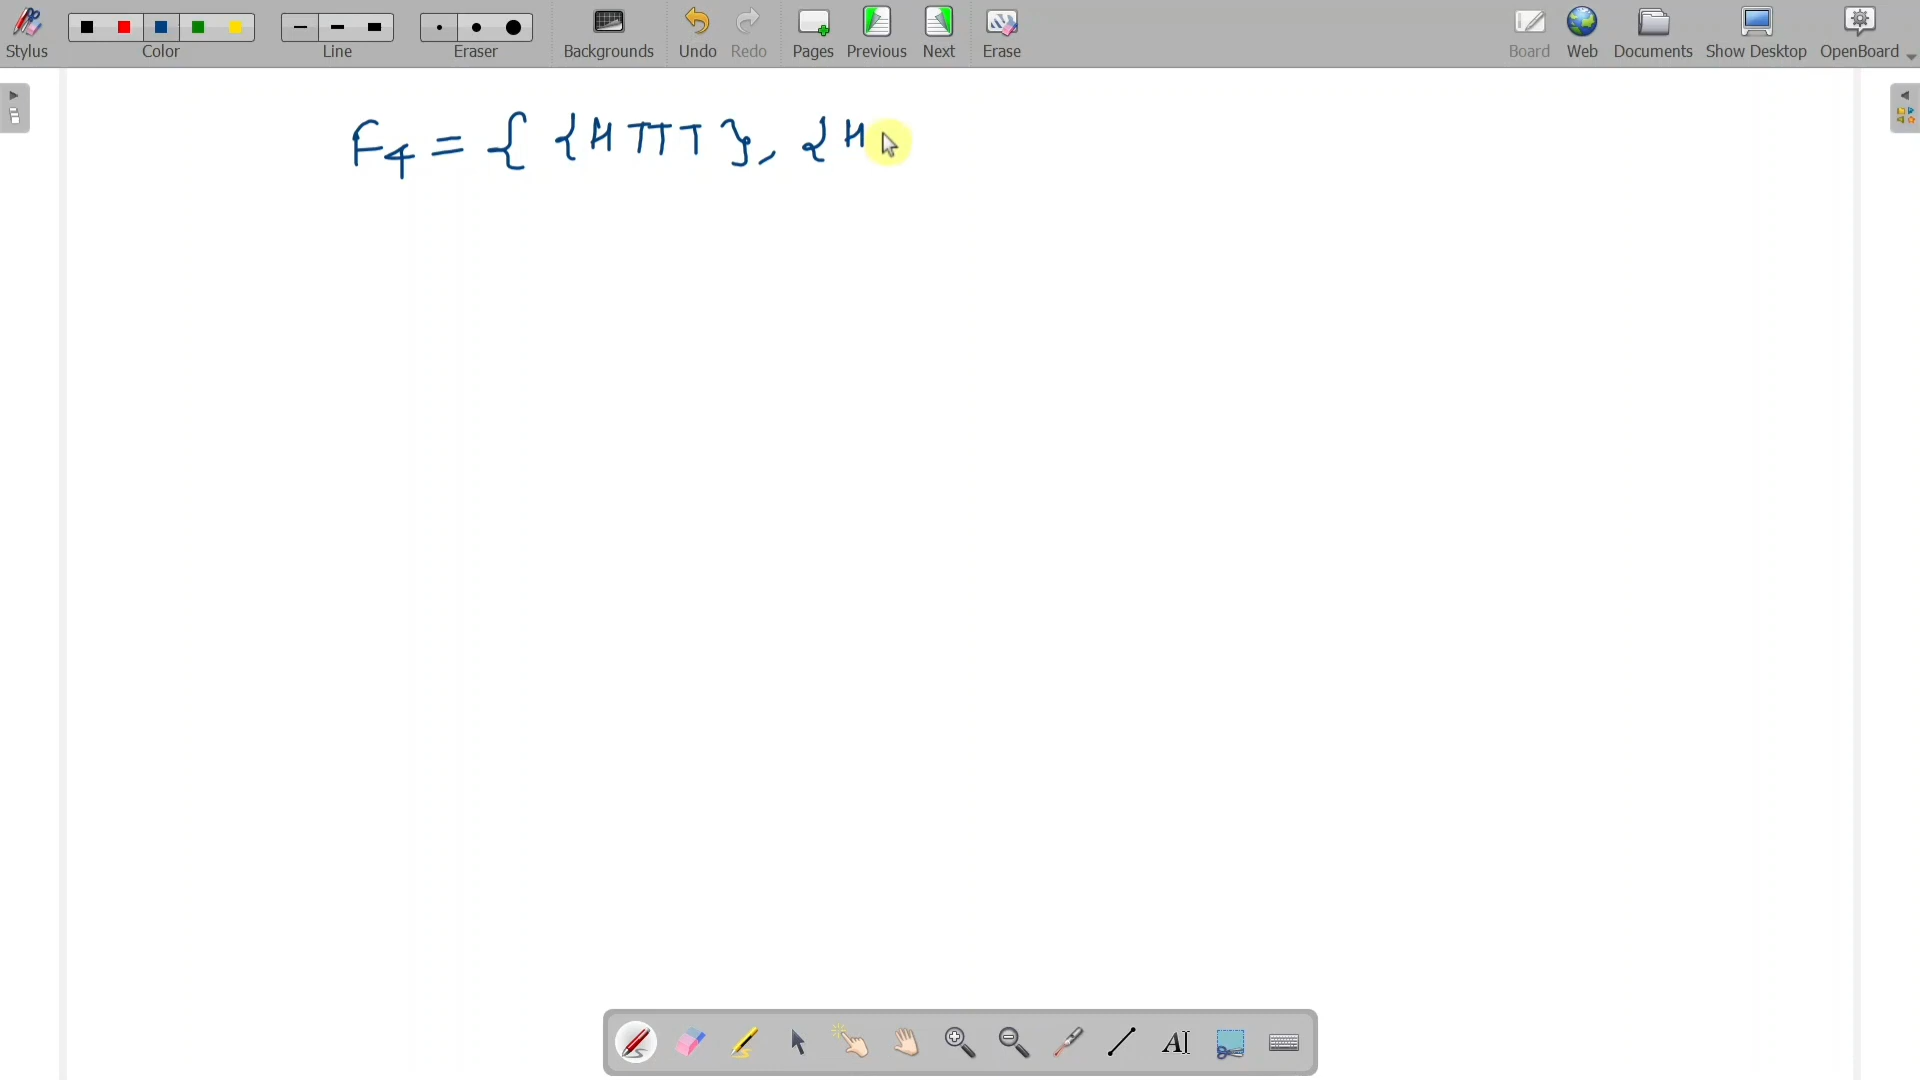 Stylus Color Line Eraser Backgrounds Undo Redo Pages Previous Next Erase Board Web Documents Show Desktop OpenBoard
F4 = { {HTTT}, {H
AI